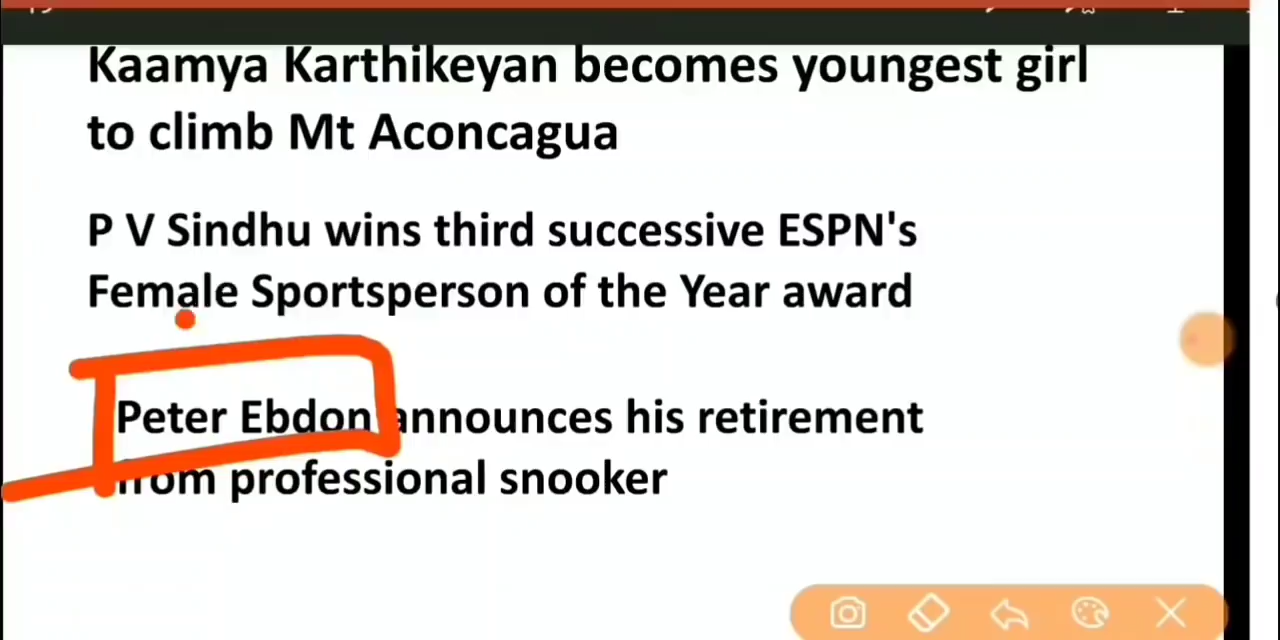 Kaamya Karthikeyan becomes youngest girl
to climb Mt Aconcagua
P V Sindhu wins third successive ESPN's
Female Sportsperson of the Year award
Peter Ebdon announces his retirement
from professional snooker